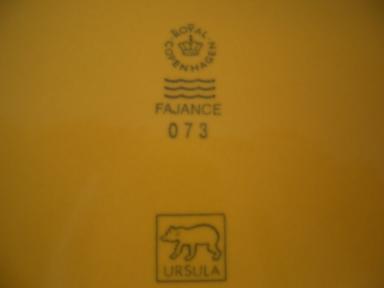 ROYAL
COPENHAGEN
FAJANCE
073
URSULA